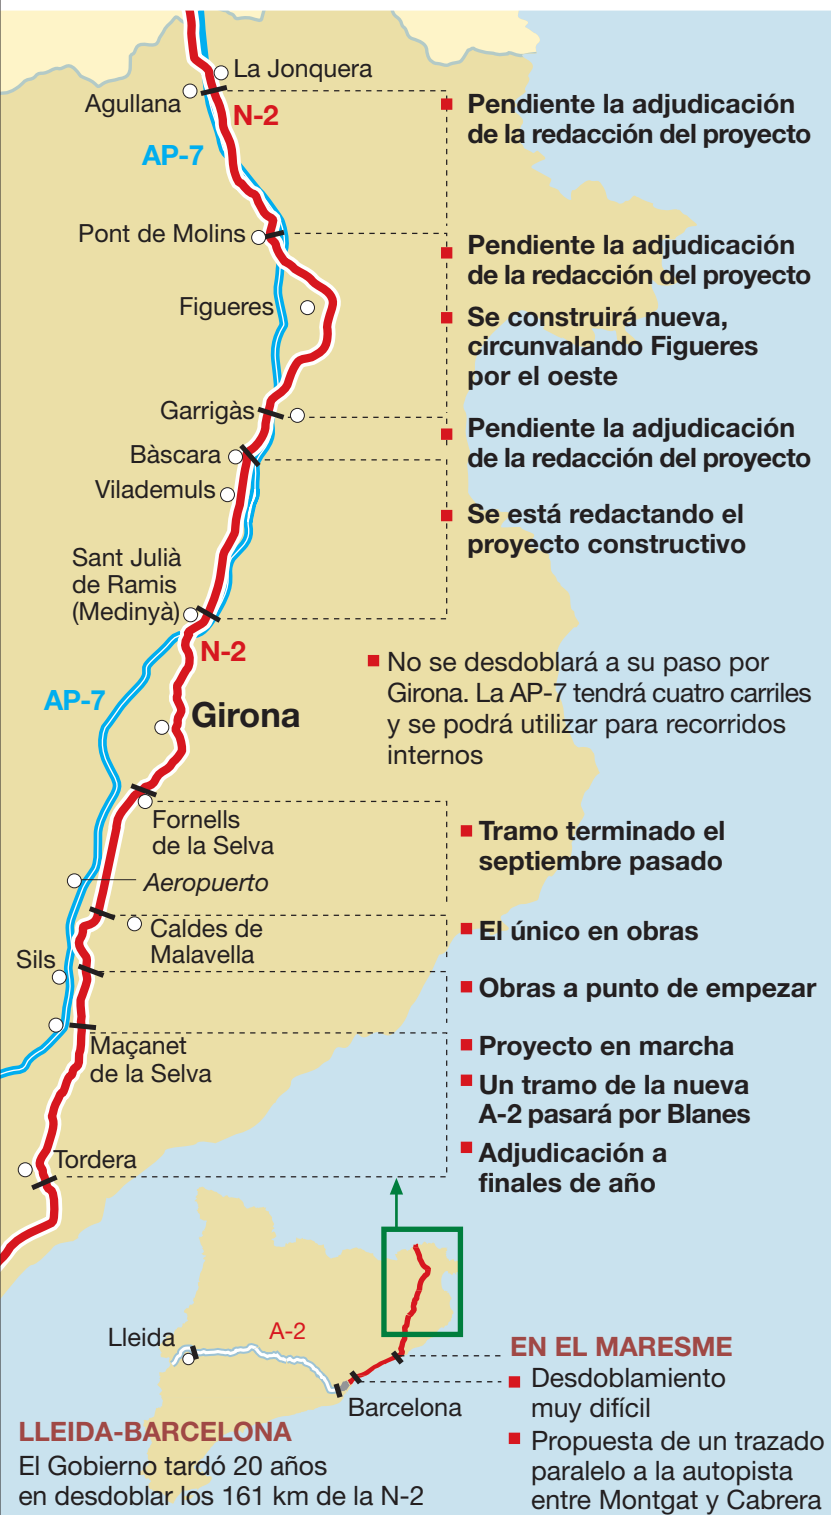 La Jonquera
Agullana
N-2
AP-7
Pendiente la adjudicación
de la redacción del proyecto
Pont de Molins
Pendiente la adjudicación
de la redacción del proyecto
Figueres
Se construirá nueva,
circunvalando Figueres
por el oeste
Garrigàs
Pendiente la adjudicación
de la redacción del proyecto
Bàscara
Vilademuls
Se está redactando el
proyecto constructivo
Sant Julià
de Ramis
(Medinyà)
N-2
No se desdoblará a su paso por
Girona. La AP-7 tendrá cuatro carriles
y se podrá utilizar para recorridos
internos
AP-7
Girona
Fornells
de la Selva
Tramo terminado el
septiembre pasado
Aeropuerto
Caldes de
Malavella
El único en obras
Sils
Obras a punto de empezar
Maçanet
de la Selva
Proyecto en marcha
Un tramo de la nueva
A-2 pasará por Blanes
Tordera
Adjudicación a
finales de año
Lleida
A-2
Barcelona
EN EL MARESME
Desdoblamiento
muy difícil
Propuesta de un trazado
paralelo a la autopista
entre Montgat y Cabrera
LLEIDA-BARCELONA
El Gobierno tardó 20 años
en desdoblar los 161 km de la N-2